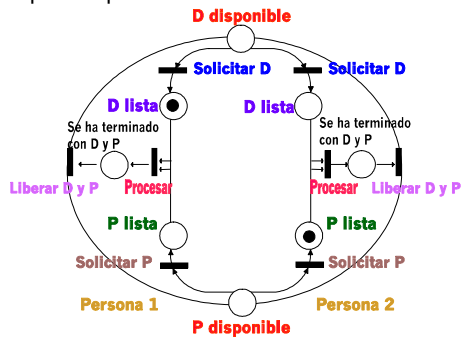 D disponible
Solicitar D
Solicitar D
D lista
D lista
Se ha terminado
con D y P
Se ha terminado
con D y P
Liberar D y P
Procesar
Procesar
Liberar D y P
P lista
P lista
Solicitar P
Solicitar P
Persona 1
Persona 2
P disponible